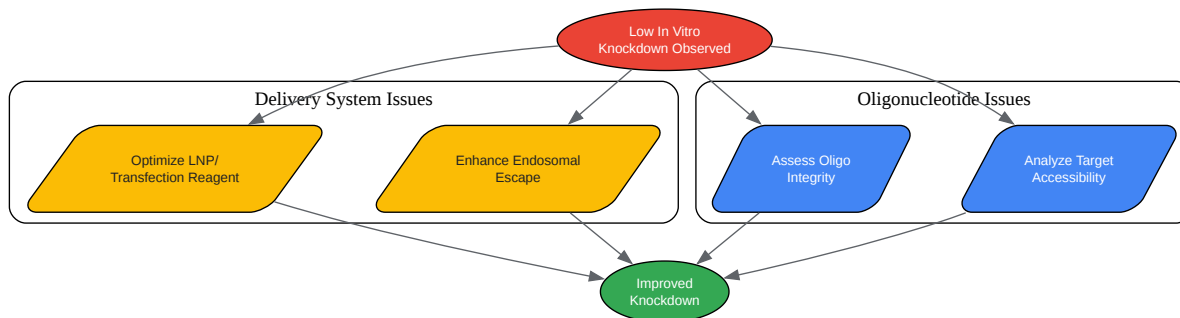 Low In Vitro
Knockdown Observed
Delivery System Issues
Oligonucleotide Issues
Optimize LNP/
Transfection Reagent
Enhance Endosomal
Escape
Assess Oligo
Integrity
Analyze Target
Accessibility
Improved
Knockdown